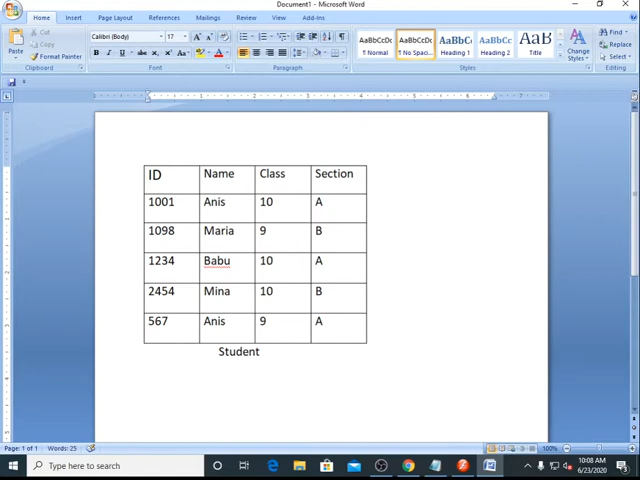 Document1 - Microsoft Word
Home Insert Page Layout References Mailings Review View Add-Ins
Paste
Cut
Copy
Format Painter
Clipboard
Calibri (Body) 17
Font
Paragraph
AaBbCcDc AaBbCcDc AaBbC AaBbCc AaB
¶ Normal ¶ No Spaci... Heading 1 Heading 2 Title
Change Styles
Styles
Find
Replace
Select
Editing
ID Name Class Section
1001 Anis 10 A
1098 Maria 9 B
1234 Babu 10 A
2454 Mina 10 B
567 Anis 9 A
Student
Page: 1 of 1 Words: 25 100%
Type here to search
10:08 AM
6/23/2020